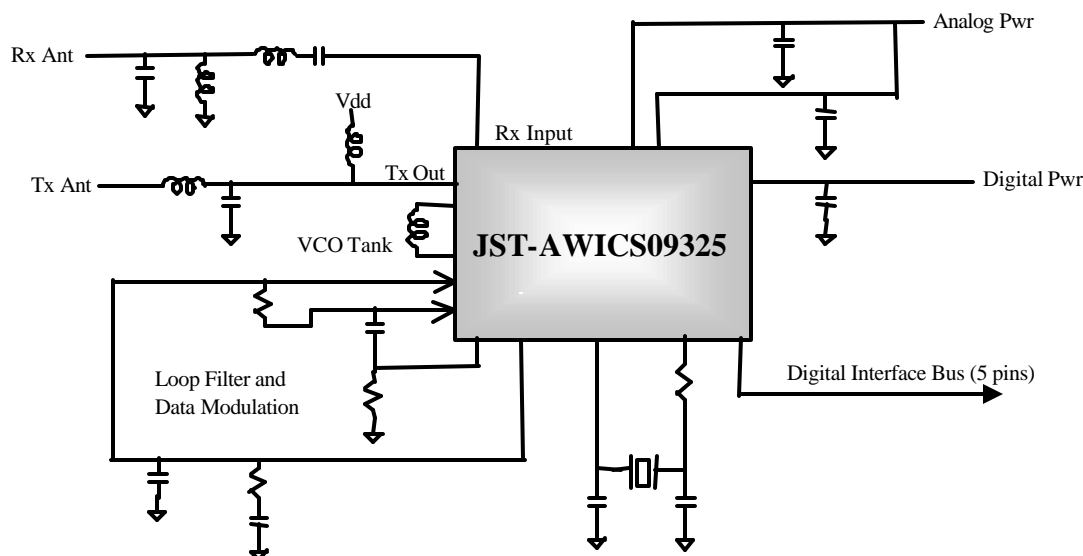 Analog Pwr
Rx Ant
Vdd
Rx Input
Tx Ant
Tx Out
Digital Pwr
VCO Tank
JST-AWICS09325
Loop Filter and
Data Modulation
Digital Interface Bus (5 pins)